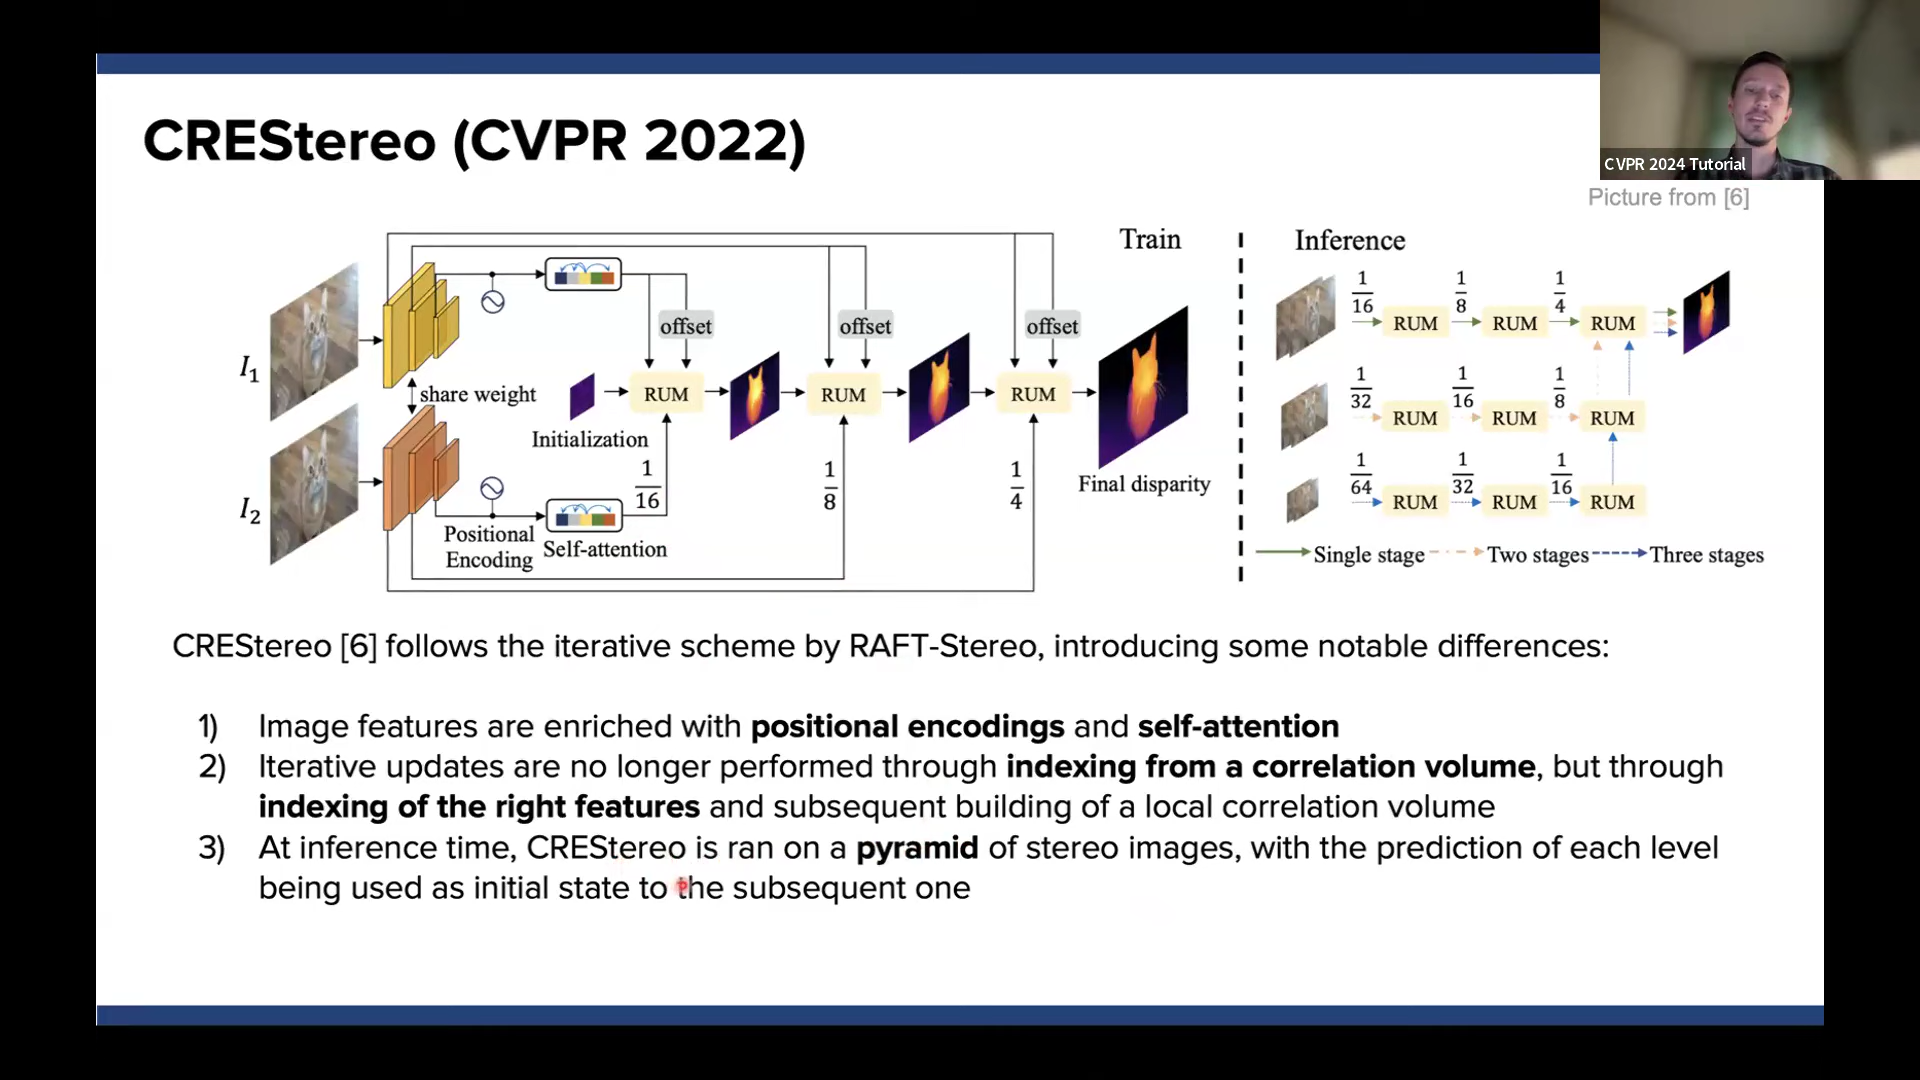 CREStereo (CVPR 2022)
CVPR 2024 Tutorial
Picture from [6]
Train
Inference
I1
I2
share weight
offset
offset
offset
RUM
RUM
RUM
Initialization
1/16
1/8
1/4
Final disparity
Positional
Encoding
Self-attention
1/16 RUM 1/8 RUM 1/4 RUM
1/32 RUM 1/16 RUM 1/8 RUM
1/64 RUM 1/32 RUM 1/16 RUM
Single stage Two stages Three stages
CREStereo [6] follows the iterative scheme by RAFT-Stereo, introducing some notable differences:
1) Image features are enriched with positional encodings and self-attention
2) Iterative updates are no longer performed through indexing from a correlation volume, but through
indexing of the right features and subsequent building of a local correlation volume
3) At inference time, CREStereo is ran on a pyramid of stereo images, with the prediction of each level
being used as initial state to the subsequent one